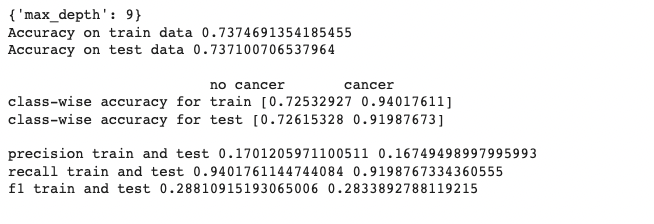 {'max_depth': 9}
Accuracy on train data 0.7374691354185455
Accuracy on test data 0.737100706537964
no cancer cancer
class-wise accuracy for train [0.72532927 0.94017611]
class-wise accuracy for test [0.72615328 0.91987673]
precision train and test 0.1701205971100511 0.16749498997995993
recall train and test 0.9401761144744084 0.9198767334360555
f1 train and test 0.28810915193065006 0.2833892788119215